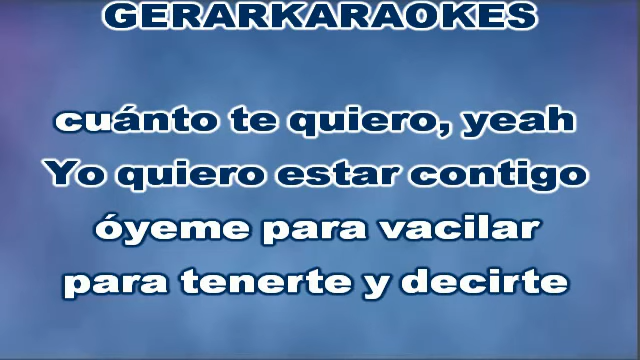 GERARKARAOKES
cuánto te quiero, yeah
Yo quiero estar contigo
óyeme para vacilar
para tenerte y decirte